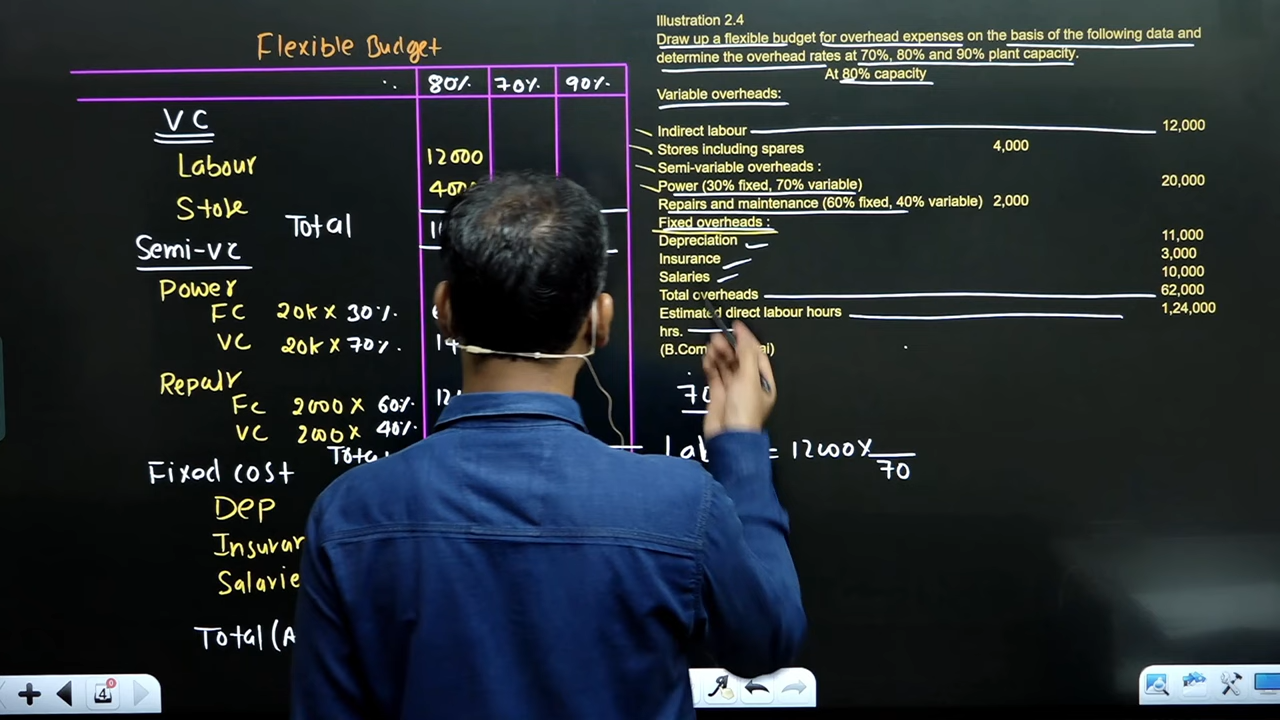 Flexible Budget
80% 70% 90%
VC
Labour 12000
Store
Total
Semi-VC
Power
FC 20K X 30%.
VC 20K X 70%.
Repair
FC 2000 X 60%.
VC 2000 X 40%.
Fixed cost
Dep
Total (A
Illustration 2.4
Draw up a flexible budget for overhead expenses on the basis of the following data and
determine the overhead rates at 70%, 80% and 90% plant capacity.
At 80% capacity
Variable overheads:
Indirect labour 12,000
Stores including spares 4,000
Semi-variable overheads :
Power (30% fixed, 70% variable) 20,000
Repairs and maintenance (60% fixed, 40% variable) 2,000
Fixed overheads :
Depreciation 11,000
Insurance 3,000
Salaries 10,000
Total overheads 62,000
Estimated direct labour hours 1,24,000
hrs.
= 12000 X
70
4